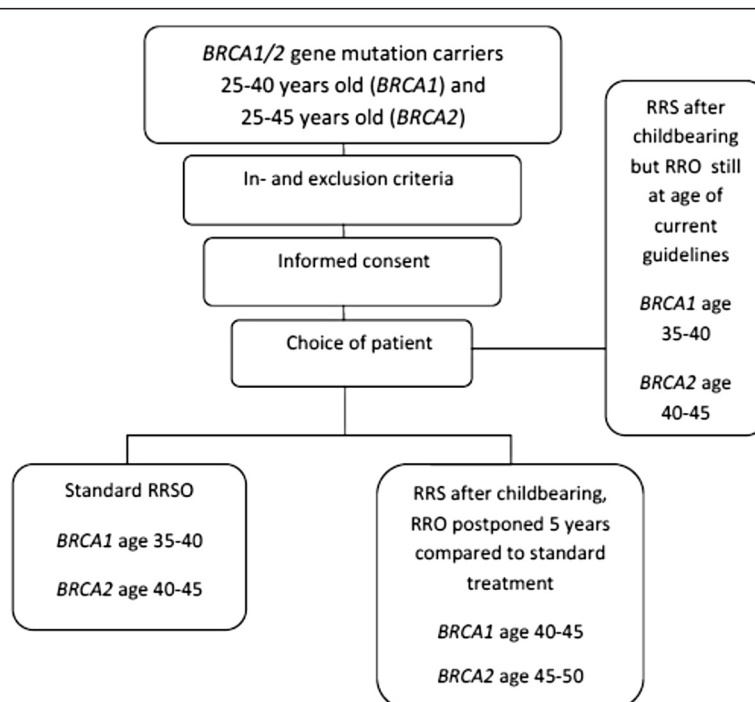 BRCA1/2 gene mutation carriers
25-40 years old (BRCA1) and
25-45 years old (BRCA2)
In- and exclusion criteria
Informed consent
Choice of patient
RRS after
childbearing
but RRO still
at age of
current
guidelines
BRCA1 age
35-40
BRCA2 age
40-45
Standard RRSO
BRCA1 age 35-40
BRCA2 age 40-45
RRS after childbearing,
RRO postponed 5 years
compared to standard
treatment
BRCA1 age 40-45
BRCA2 age 45-50